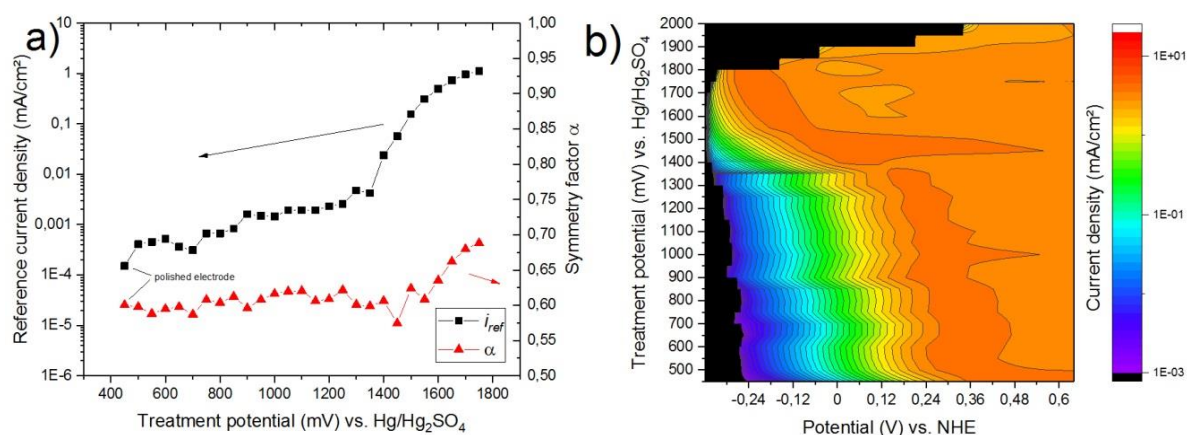 a)
10
1
0,1
0,01
0,001
1E-4
1E-5
1E-6
Reference current density (mA/cm²)
1,00
0,95
0,90
0,85
0,80
0,75
0,70
0,65
0,60
0,55
0,50
Symmetry factor α
polished electrode
i_ref
α
400 600 800 1000 1200 1400 1600 1800
Treatment potential (mV) vs. Hg/Hg₂SO₄
b)
2000
1900
1800
1700
1600
1500
1400
1300
1200
1100
1000
900
800
700
600
500
Treatment potential (mV) vs. Hg/Hg₂SO₄
-0,24 -0,12 0 0,12 0,24 0,36 0,48 0,6
Potential (V) vs. NHE
1E+01
1E-01
1E-03
Current density (mA/cm²)